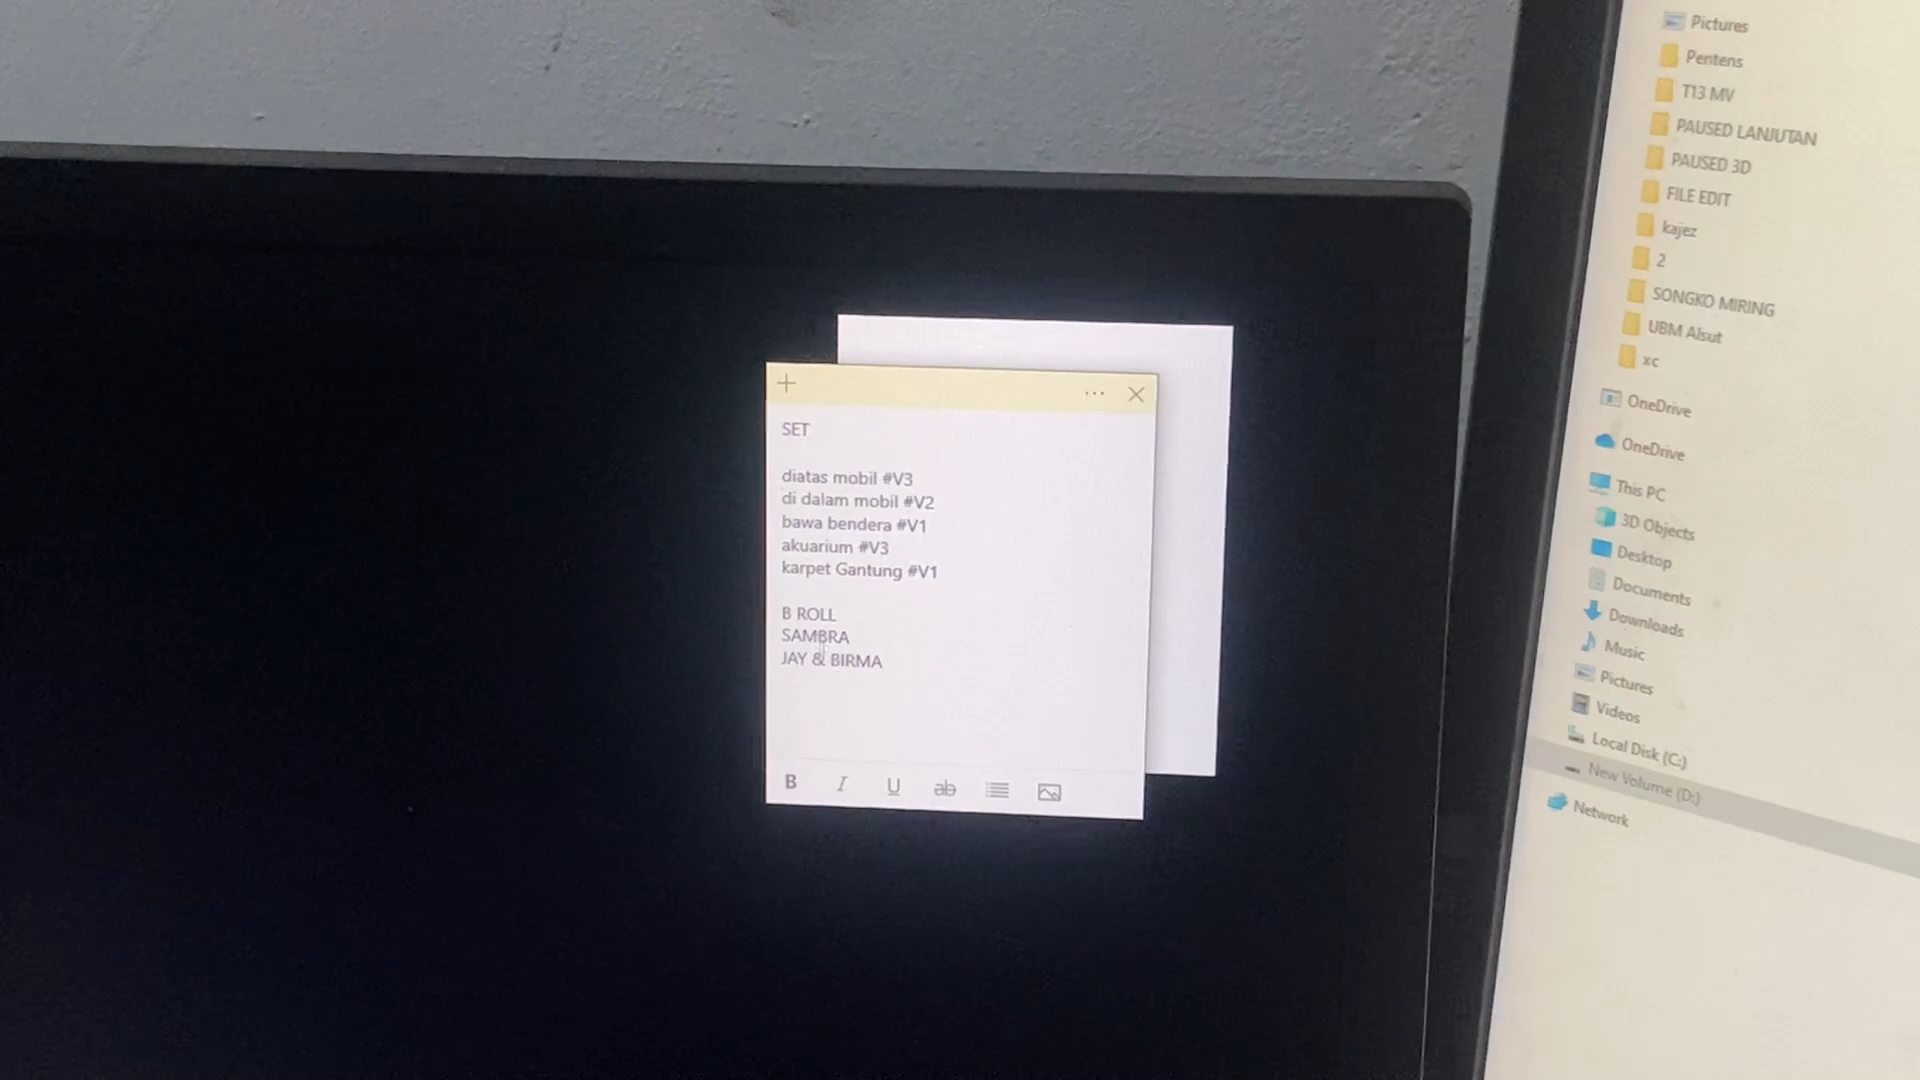 SET
diatas mobil #V3
di dalam mobil #V2
bawa bendera #V1
akuarium #V3
karpet Gantung #V1
B ROLL
SAMBRA
JAY & BIRMA
B I U ab
Pictures
Pentens
T13 MV
PAUSED LANJUTAN
PAUSED 3D
FILE EDIT
kajez
2
SONGKO MIRING
UBM Alsut
xc
OneDrive
OneDrive
This PC
3D Objects
Desktop
Documents
Downloads
Music
Pictures
Videos
Local Disk (C:)
New Volume (D:)
Network